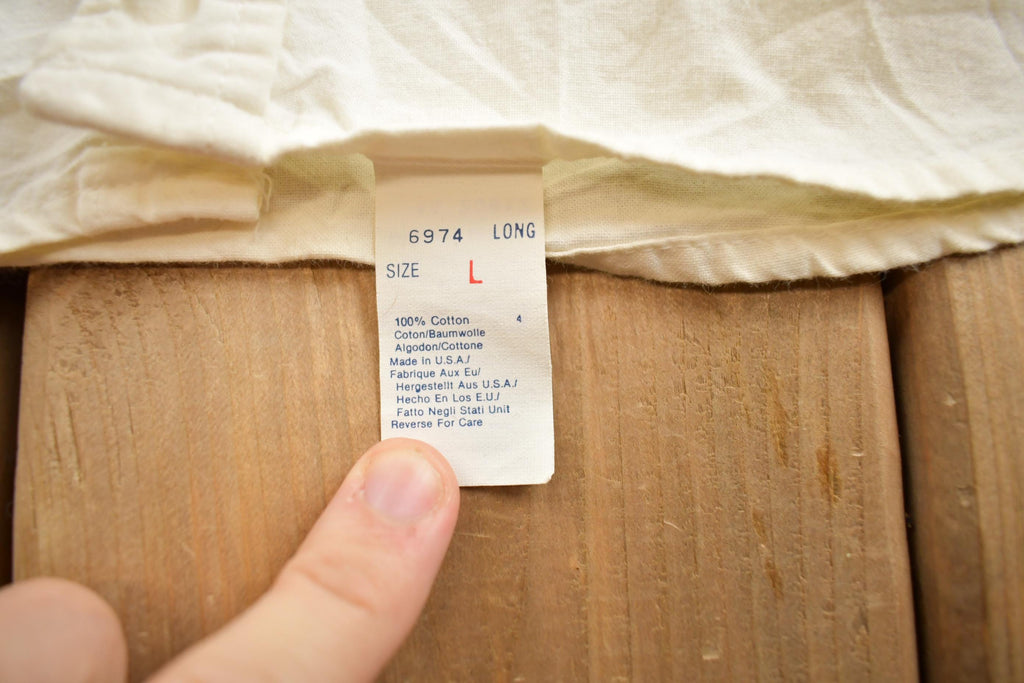 6974 LONG
SIZE L
100% Cotton 4
Coton/Baumwolle
Algodon/Cottone
Made in U.S.A./
Fabrique Aux Eu/
Hergestellt Aus U.S.A./
Hecho En Los E.U./
Fatto Negli Stati Unit
Reverse For Care